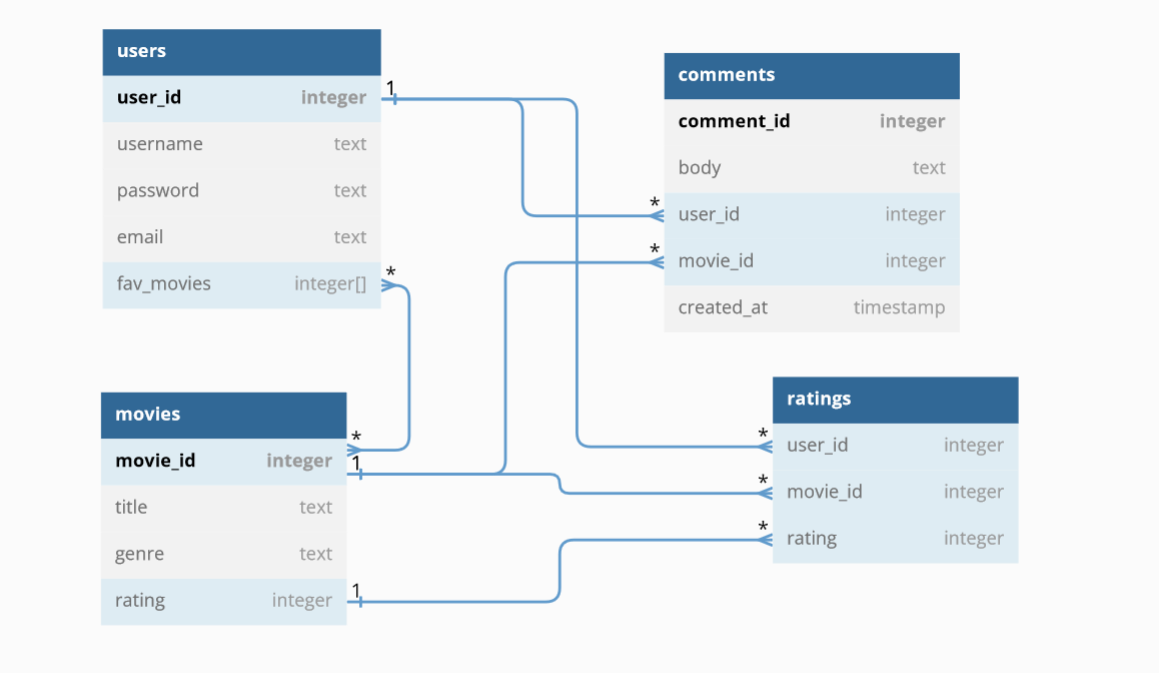 users
user_id integer
username text
password text
email text
fav_movies integer[]
1
*
comments
comment_id integer
body text
user_id integer
movie_id integer
created_at timestamp
*
*
movies
movie_id integer
title text
genre text
rating integer
*
1
1
ratings
user_id integer
movie_id integer
rating integer
*
*
*